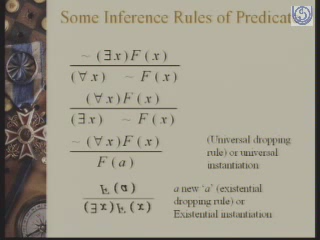 Some Inference Rules of Predicat
~ (∃x)F(x)
(∀x) ~ F(x)
(∀x)F(x)
(∃x) ~ F(x)
~ (∀x)F(x)
F(a)
(Universal dropping
rule) or universal
instantiation
F(a)
(∃x)F(x)
a new 'a' (existential
dropping rule) or
Existential instantiation